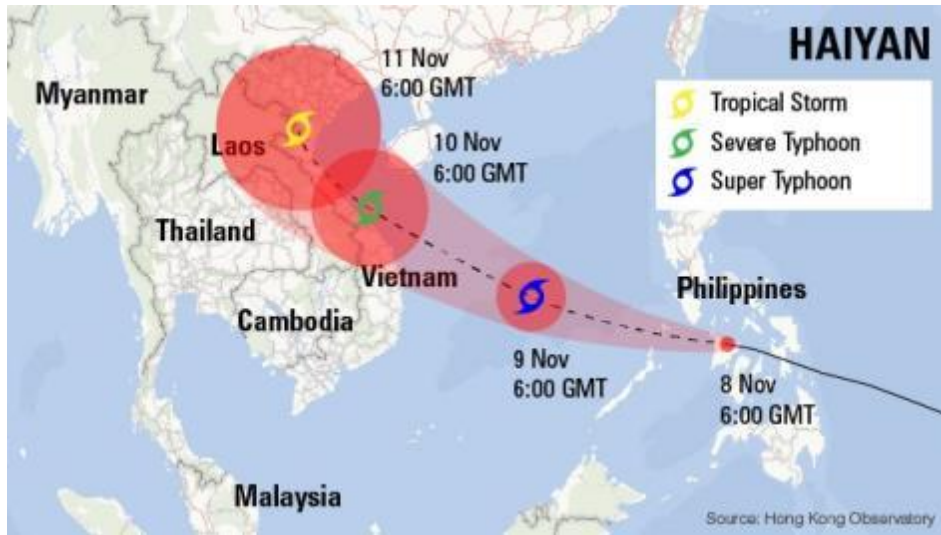 HAIYAN
Tropical Storm
Severe Typhoon
Super Typhoon
11 Nov
6:00 GMT
10 Nov
6:00 GMT
Myanmar
Laos
Thailand
Vietnam
Cambodia
Philippines
9 Nov
6:00 GMT
8 Nov
6:00 GMT
Malaysia
Source: Hong Kong Observatory